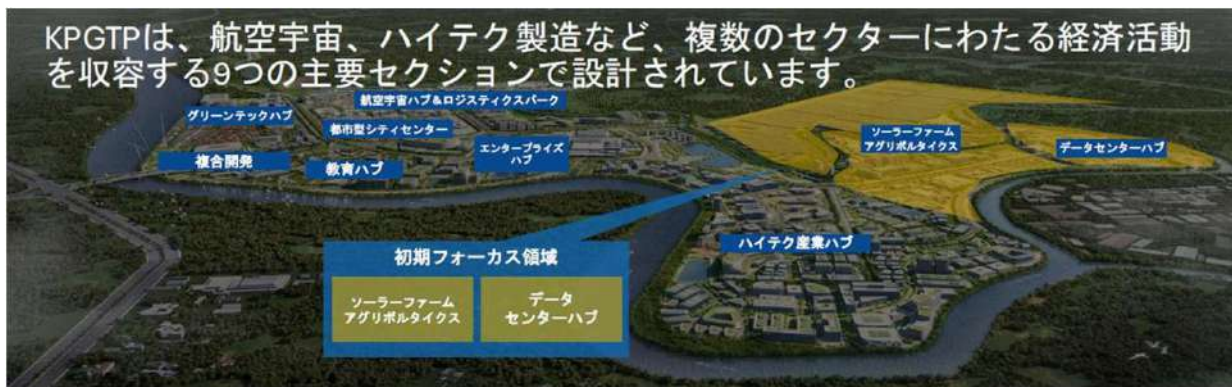 KPGTPは、航空宇宙、ハイテク製造など、複数のセクターにわたる経済活動
を収容する9つの主要セクションで設計されています。
航空宇宙ハブ&ロジスティクスパーク
グリーンテックハブ
都市型シティセンター
エンタープライズ
ハブ
複合開発
教育ハブ
ソーラーファーム
アグリボルタイクス
データセンターハブ
ハイテク産業ハブ
初期フォーカス領域
ソーラーファーム
アグリボルタイクス
データ
センターハブ